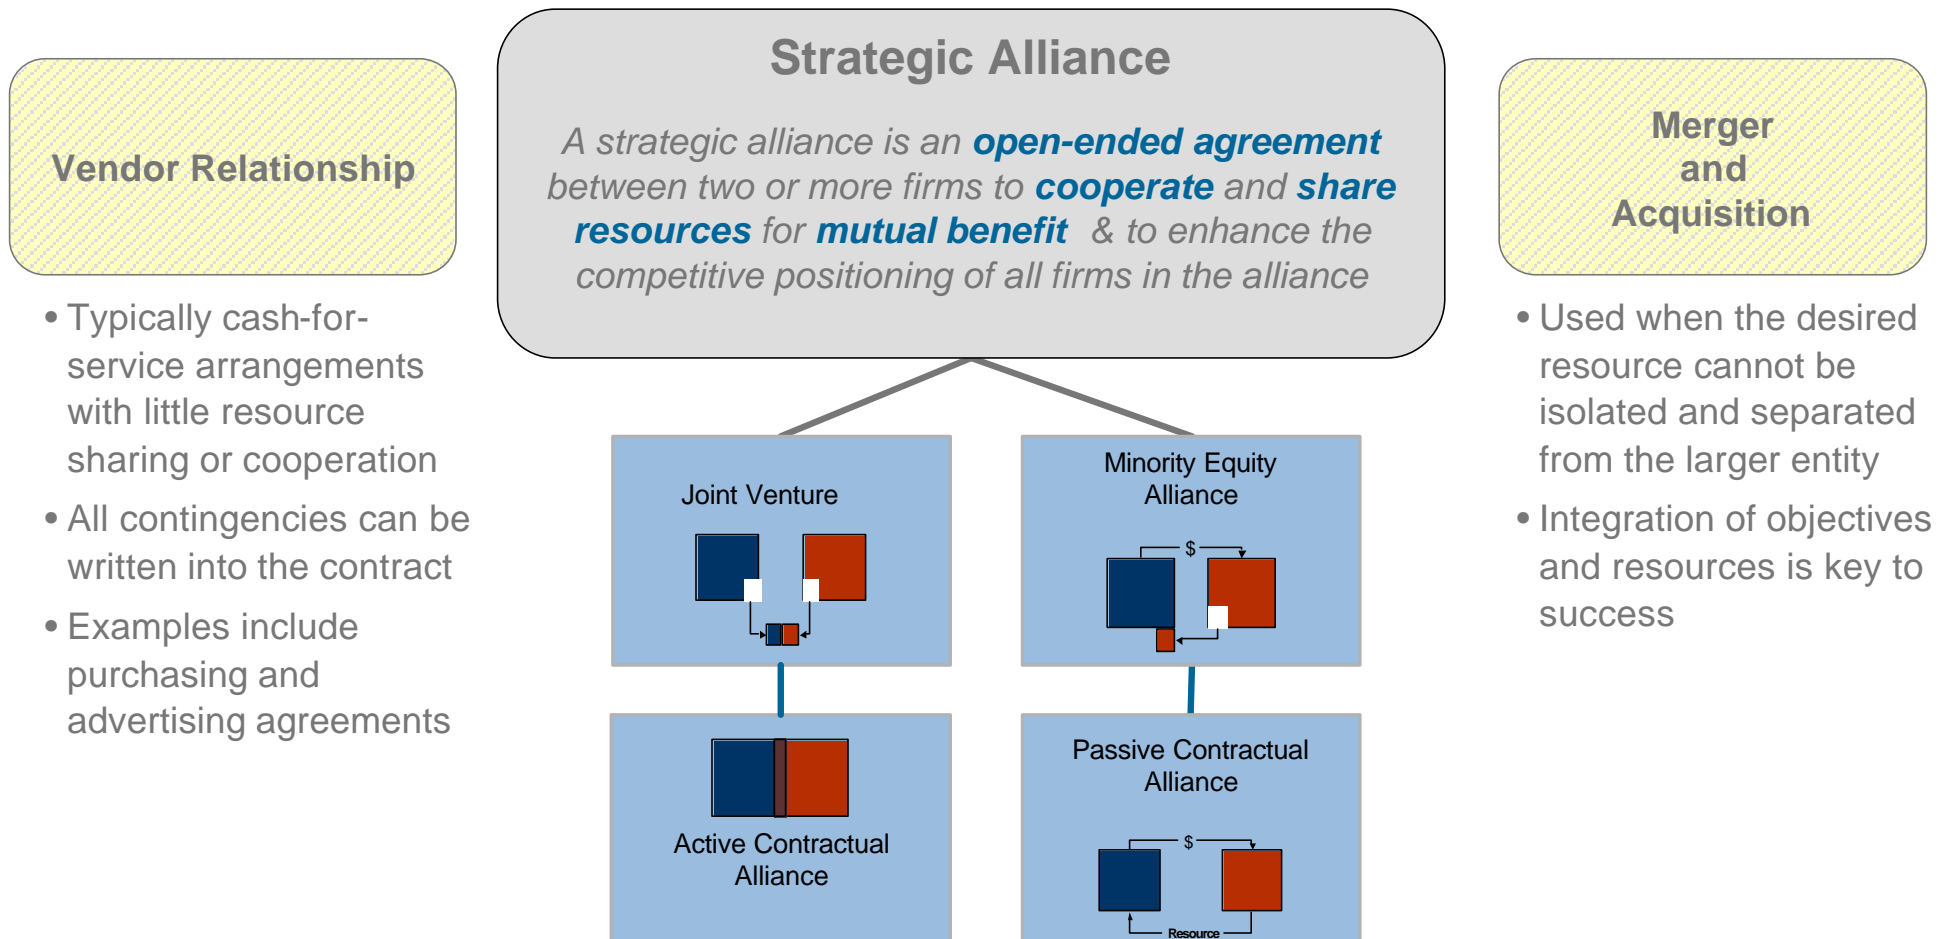 Vendor Relationship
• Typically cash-for-
service arrangements
with little resource
sharing or cooperation
• All contingencies can be
written into the contract
• Examples include
purchasing and
advertising agreements
Strategic Alliance
A strategic alliance is an open-ended agreement
between two or more firms to cooperate and share
resources for mutual benefit & to enhance the
competitive positioning of all firms in the alliance
Joint Venture
Minority Equity
Alliance
$
Active Contractual
Alliance
Passive Contractual
Alliance
$
Resource
Merger
and
Acquisition
• Used when the desired
resource cannot be
isolated and separated
from the larger entity
• Integration of objectives
and resources is key to
success